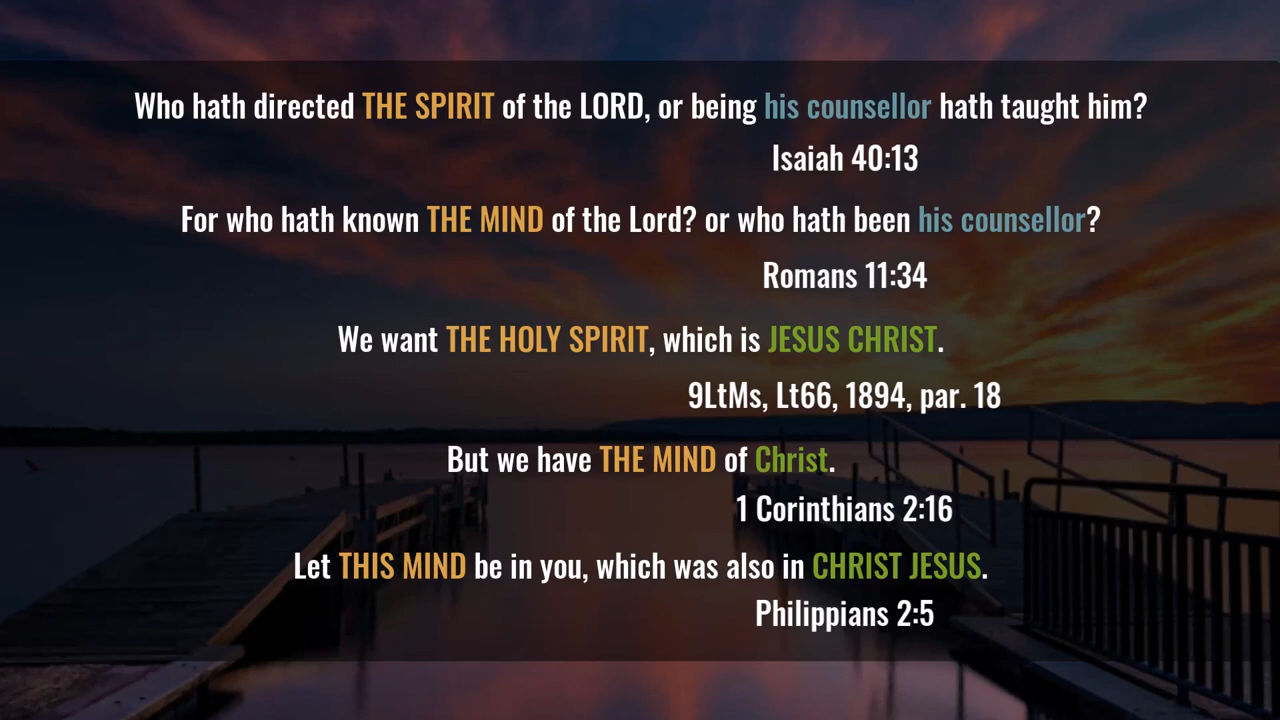 Who hath directed THE SPIRIT of the LORD, or being his counsellor hath taught him?
Isaiah 40:13
For who hath known THE MIND of the Lord? or who hath been his counsellor?
Romans 11:34
We want THE HOLY SPIRIT, which is JESUS CHRIST.
9LtMs, Lt66, 1894, par. 18
But we have THE MIND of Christ.
1 Corinthians 2:16
Let THIS MIND be in you, which was also in CHRIST JESUS.
Philippians 2:5